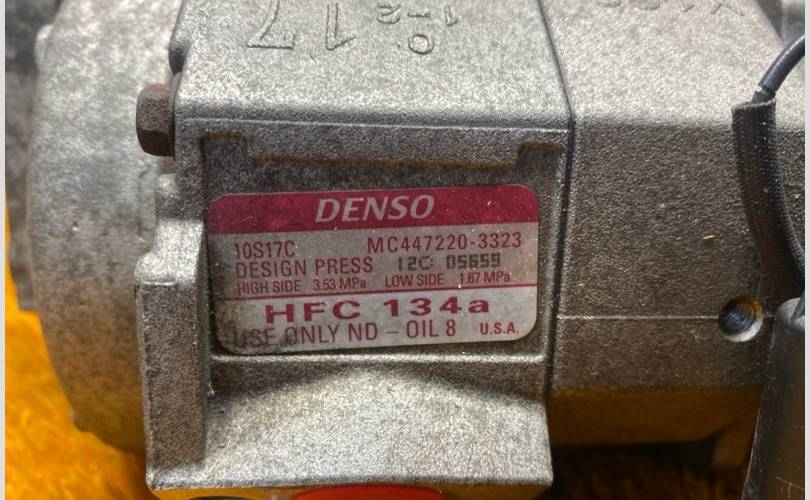 17
DENSO
10S17C MC447220-3323
DESIGN PRESS 12C 05659
HIGH SIDE 3.53 MPa LOW SIDE 1.67 MPa
HFC 134a
USE ONLY ND-OIL 8 U.S.A.